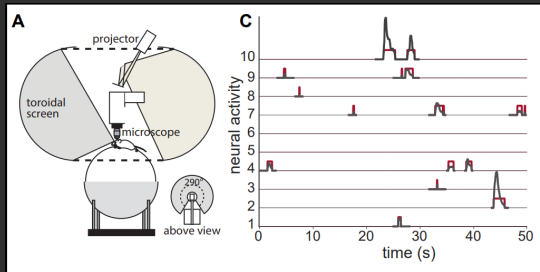 A
projector
toroidal
screen
microscope
290°
above view
C
neural activity
10
9
8
7
6
5
4
3
2
1
0
10
20
30
40
50
time (s)